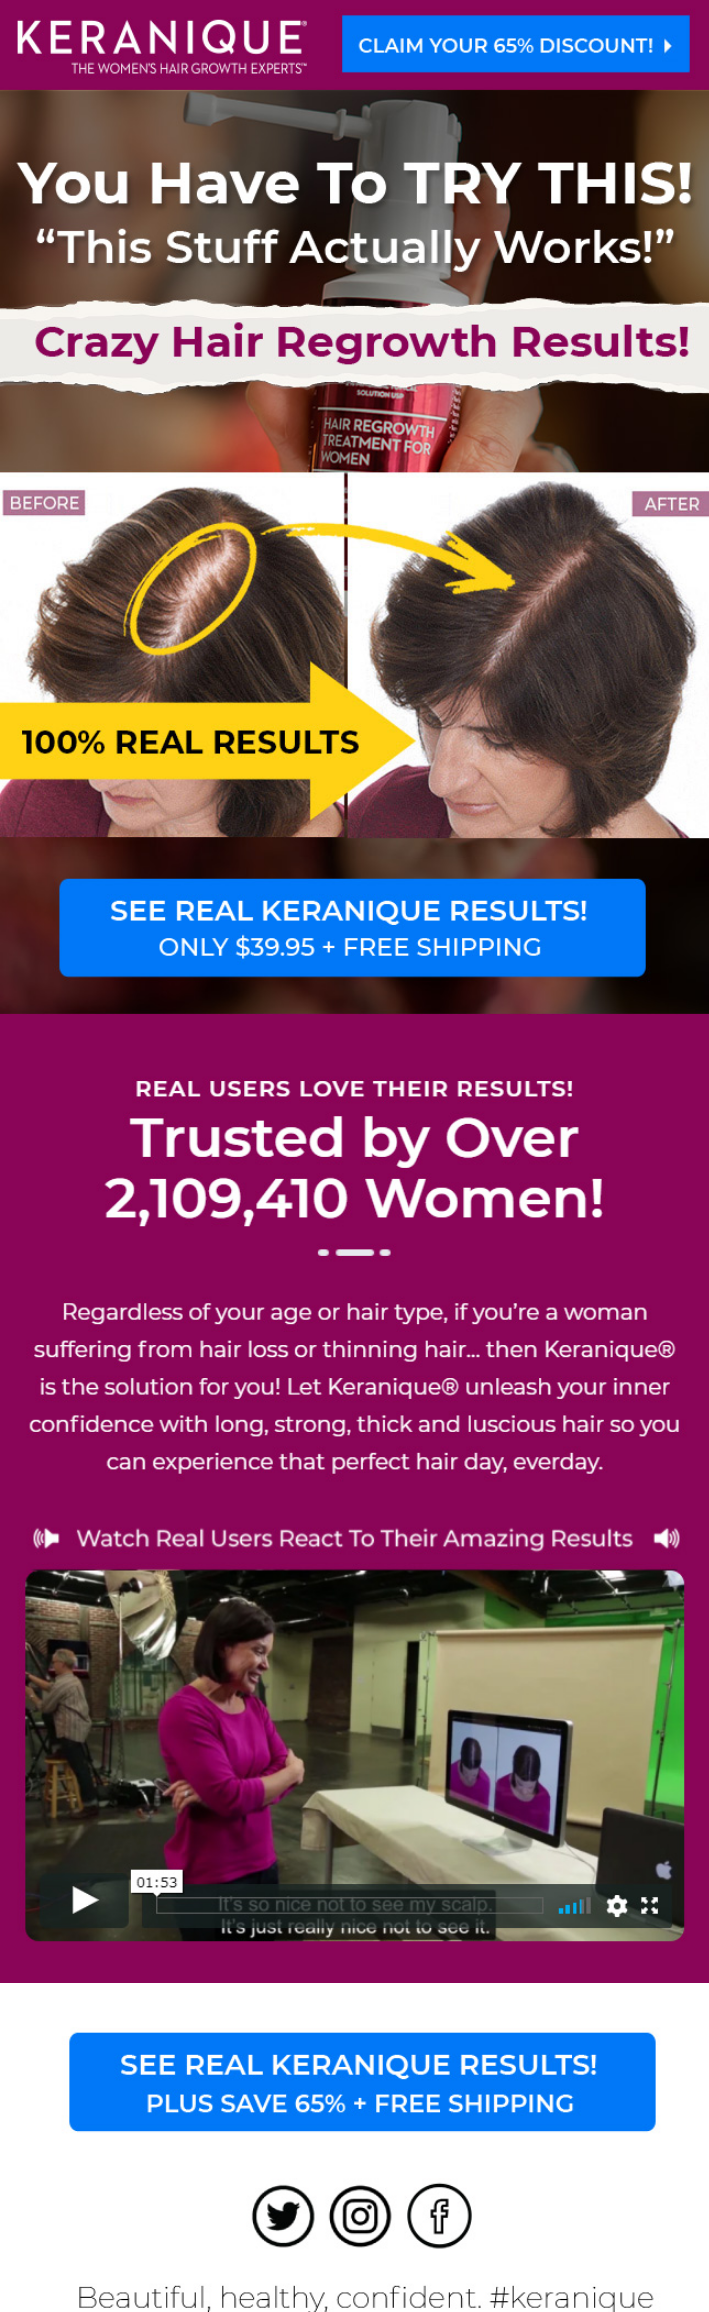 KERANIQUE®
THE WOMEN'S HAIR GROWTH EXPERTS™
CLAIM YOUR 65% DISCOUNT!
You Have To TRY THIS!
“This Stuff Actually Works!”
Crazy Hair Regrowth Results!
SOLUTION USP
HAIR REGROWTH
TREATMENT FOR
WOMEN
BEFORE
AFTER
100% REAL RESULTS
SEE REAL KERANIQUE RESULTS!
ONLY $39.95 + FREE SHIPPING
REAL USERS LOVE THEIR RESULTS!
Trusted by Over
2,109,410 Women!
Regardless of your age or hair type, if you’re a woman
suffering from hair loss or thinning hair... then Keranique®
is the solution for you! Let Keranique® unleash your inner
confidence with long, strong, thick and luscious hair so you
can experience that perfect hair day, everday.
Watch Real Users React To Their Amazing Results
01:53
It's so nice not to see my scalp.
It's just really nice not to see it.
SEE REAL KERANIQUE RESULTS!
PLUS SAVE 65% + FREE SHIPPING
Beautiful, healthy, confident. #keranique